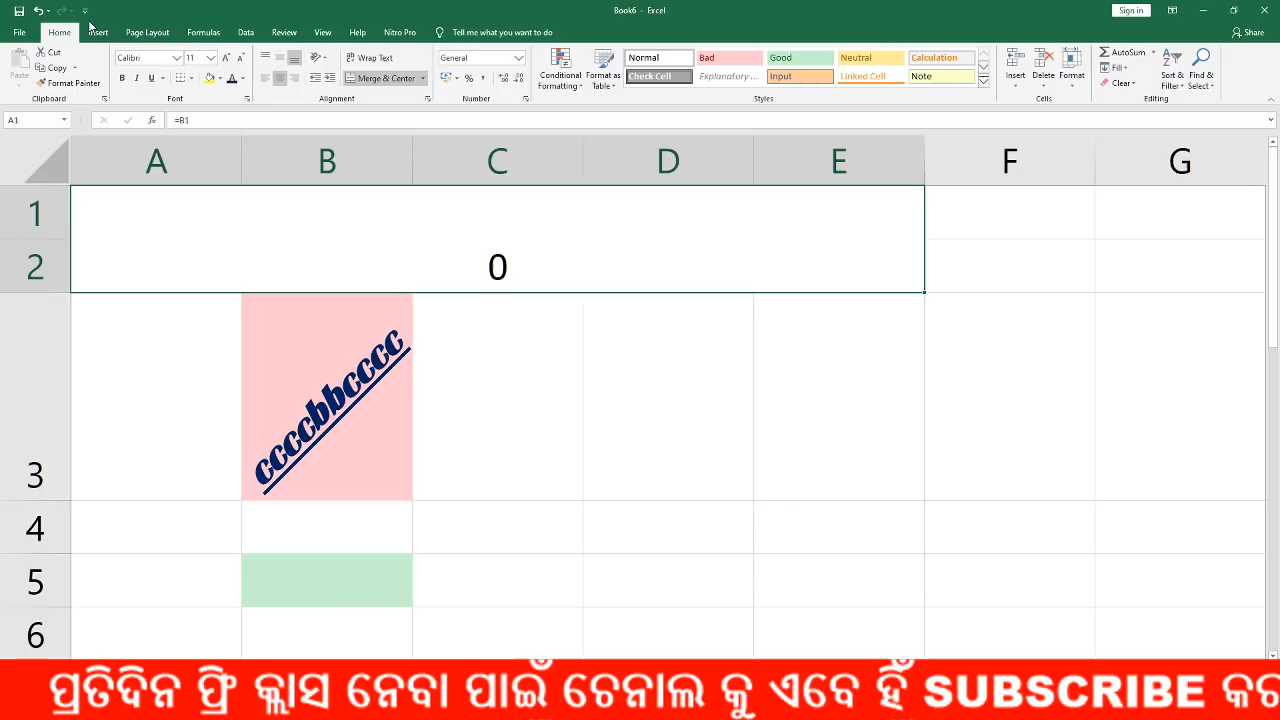 Book6 - Excel
Sign in
File Home Insert Page Layout Formulas Data Review View Help Nitro Pro Tell me what you want to do Share
Paste Cut Copy Format Painter Clipboard
Calibri 11 B I U A A A Font
Wrap Text Merge & Center Alignment
General % Number
Conditional Formatting Format as Table
Normal Bad Good Neutral Calculation
Check Cell Explanatory ... Input Linked Cell Note
Styles
Insert Delete Format Cells
AutoSum Fill Clear Sort & Filter Find & Select Editing
A1 fx =B1
A B C D E F G
1
2 0
3 ccccbbcccc
4
5
6
ପ୍ରତିଦିନ ଫ୍ରି କ୍ଲାସ ନେବା ପାଇଁ ଚେନାଲ କୁ ଏବେ ହିଁ SUBSCRIBE